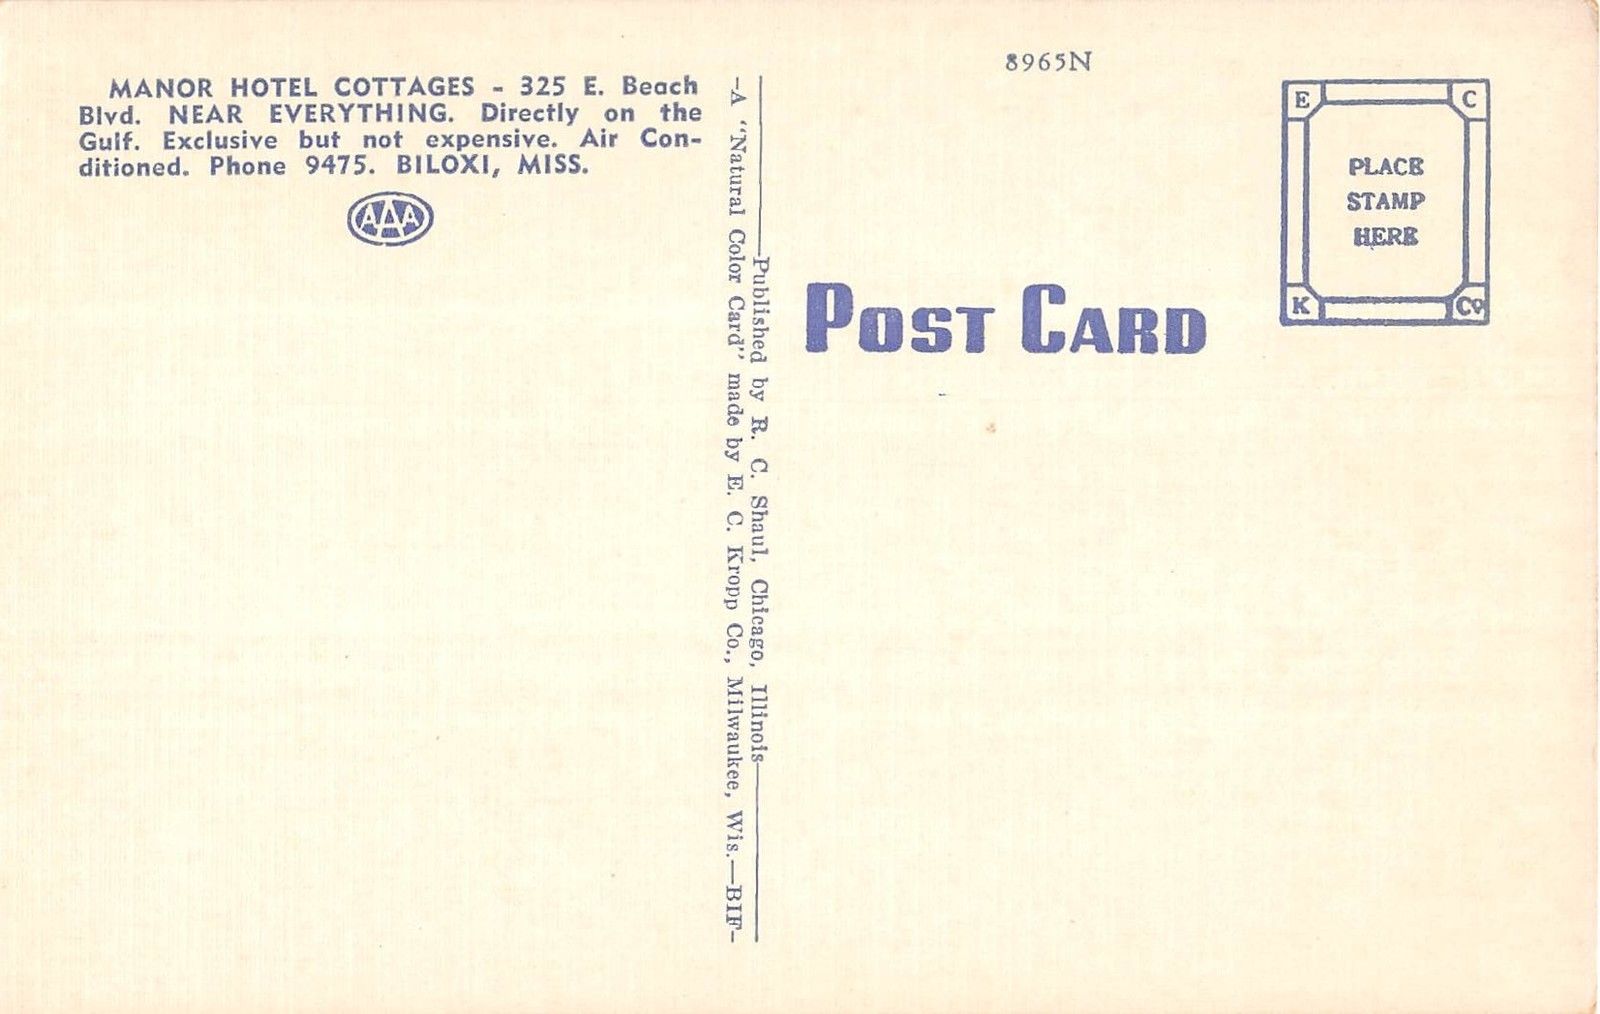 MANOR HOTEL COTTAGES - 325 E. Beach
Blvd. NEAR EVERYTHING. Directly on the
Gulf. Exclusive but not expensive. Air Con-
ditioned. Phone 9475. BILOXI, MISS.
AAA
—Published by R. C. Shaul, Chicago, Illinois—
-A "Natural Color Card" made by E. C. Kropp Co., Milwaukee, Wis.—BIF-
8965N
POST CARD
E C
PLACE
STAMP
HERE
K Co